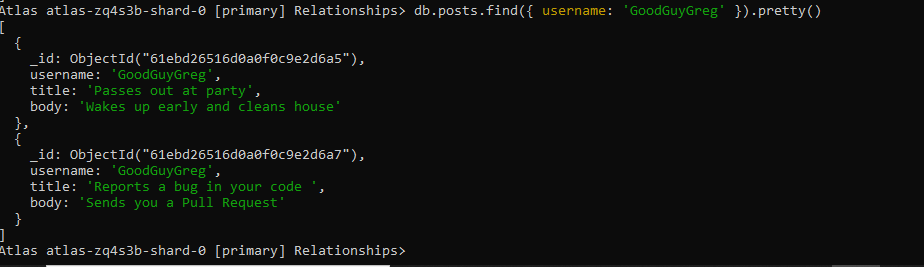 Atlas atlas-zq4s3b-shard-0 [primary] Relationships> db.posts.find({ username: 'GoodGuyGreg' }).pretty()
[
  {
    _id: ObjectId("61ebd26516d0a0f0c9e2d6a5"),
    username: 'GoodGuyGreg',
    title: 'Passes out at party',
    body: 'Wakes up early and cleans house'
  },
  {
    _id: ObjectId("61ebd26516d0a0f0c9e2d6a7"),
    username: 'GoodGuyGreg',
    title: 'Reports a bug in your code ',
    body: 'Sends you a Pull Request'
  }
]
Atlas atlas-zq4s3b-shard-0 [primary] Relationships>